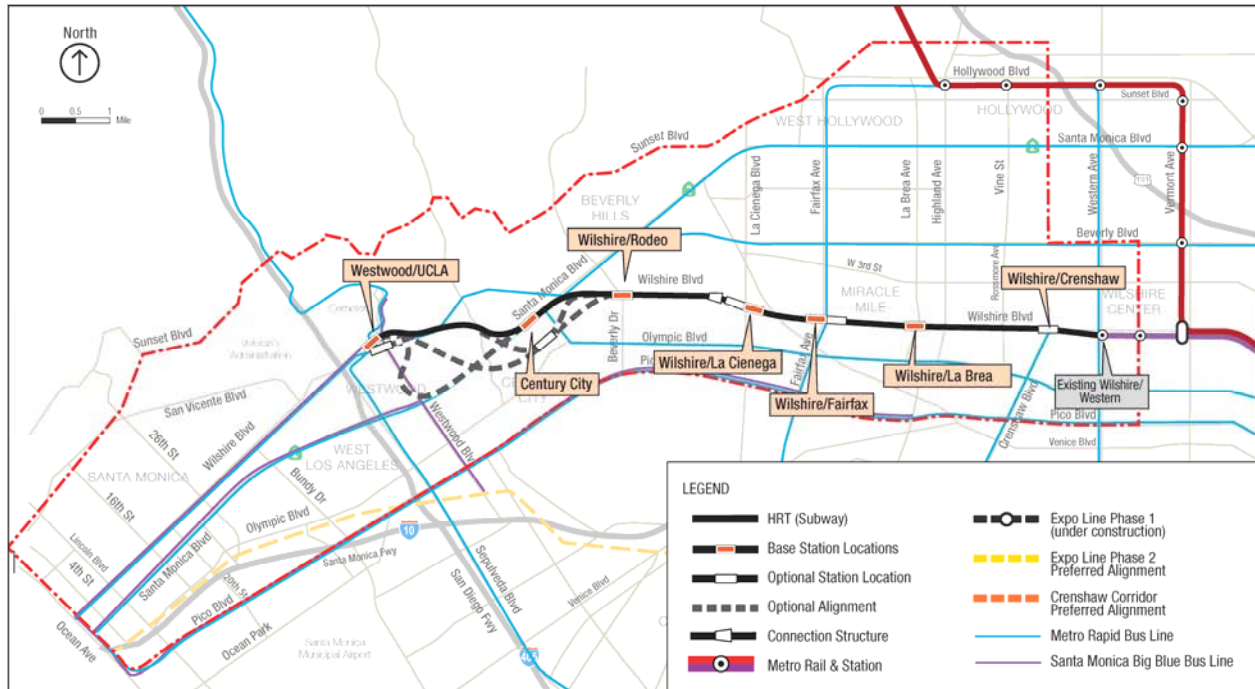 North
0 0.5 1
Mile
Hollywood Blvd
Sunset Blvd
HOLLYWOOD
WEST HOLLYWOOD
Santa Monica Blvd
Sunset Blvd
La Cienega Blvd
Fairfax Ave
La Brea Ave
Highland Ave
Vine St
Western Ave
Vermont Ave
101
BEVERLY
HILLS
Beverly Blvd
Wilshire/Rodeo
W 3rd St
Rossmore Ave
Westwood/UCLA
Santa Monica Blvd
Wilshire Blvd
Wilshire/Crenshaw
MIRACLE
MILE
WILSHIRE
CENTER
Wilshire Blvd
Sunset Blvd
Veteran's
Administration
Beverly Dr
Olympic Blvd
Pico
Wilshire/La Cienega
Fairfax Ave
Wilshire/La Brea
Century City
CENTURY
CITY
Wilshire/Fairfax
Existing Wilshire/
Western
Crenshaw Blvd
Pico Blvd
Venice Blvd
WESTWOOD
San Vicente Blvd
Westwood Blvd
26th St
Wilshire Blvd
WEST
LOS ANGELES
SANTA MONICA
16th St
Bundy Dr
Olympic Blvd
10
Santa Monica Fwy
Lincoln Blvd
4th St
Santa Monica Blvd
20th St
Pico Blvd
Sepulveda Blvd
San Diego Fwy
Venice Blvd
Ocean Ave
Ocean Park
Santa Monica
Municipal Airport
405
LEGEND
HRT (Subway)
Base Station Locations
Optional Station Location
Optional Alignment
Connection Structure
Metro Rail & Station
Expo Line Phase 1
(under construction)
Expo Line Phase 2
Preferred Alignment
Crenshaw Corridor
Preferred Alignment
Metro Rapid Bus Line
Santa Monica Big Blue Bus Line